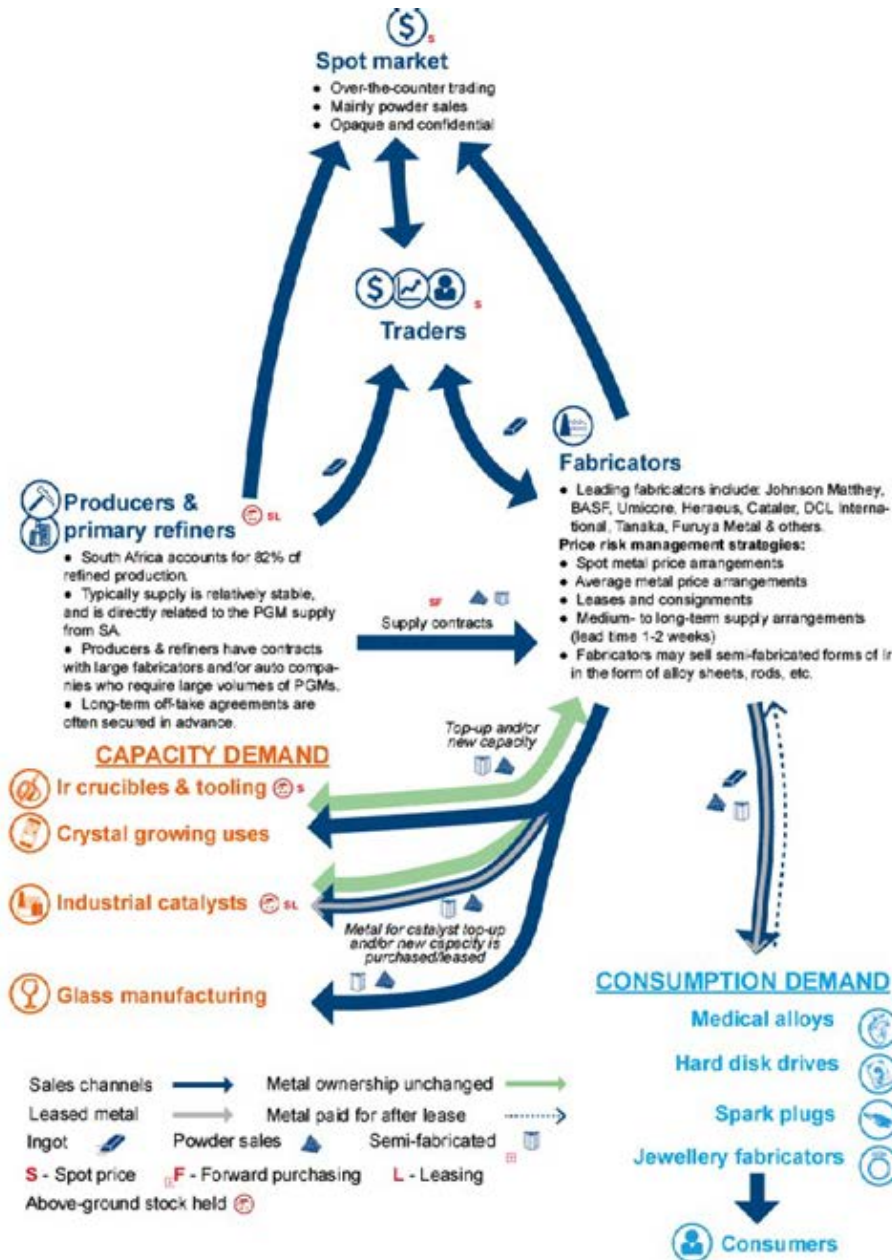 S
Spot market
• Over-the-counter trading
• Mainly powder sales
• Opaque and confidential
S
Traders
Producers &
primary refiners
SL
• South Africa accounts for 82% of
refined production.
• Typically supply is relatively stable,
and is directly related to the PGM supply
from SA.
• Producers & refiners have contracts
with large fabricators and/or auto compa-
nies who require large volumes of PGMs.
• Long-term off-take agreements are
often secured in advance.
SF
Supply contracts
Fabricators
• Leading fabricators include: Johnson Matthey,
BASF, Umicore, Heraeus, Cataler, DCL Interna-
tional, Tanaka, Furuya Metal & others.
Price risk management strategies:
• Spot metal price arrangements
• Average metal price arrangements
• Leases and consignments
• Medium- to long-term supply arrangements
(lead time 1-2 weeks)
• Fabricators may sell semi-fabricated forms of Ir
in the form of alloy sheets, rods, etc.
Top-up and/or
new capacity
CAPACITY DEMAND
Ir crucibles & tooling S
Crystal growing uses
Industrial catalysts SL
Metal for catalyst top-up
and/or new capacity is
purchased/leased
Glass manufacturing
CONSUMPTION DEMAND
Medical alloys
Hard disk drives
Spark plugs
Jewellery fabricators
Consumers
Sales channels Metal ownership unchanged
Leased metal Metal paid for after lease
Ingot Powder sales Semi-fabricated
S - Spot price F - Forward purchasing L - Leasing
Above-ground stock held